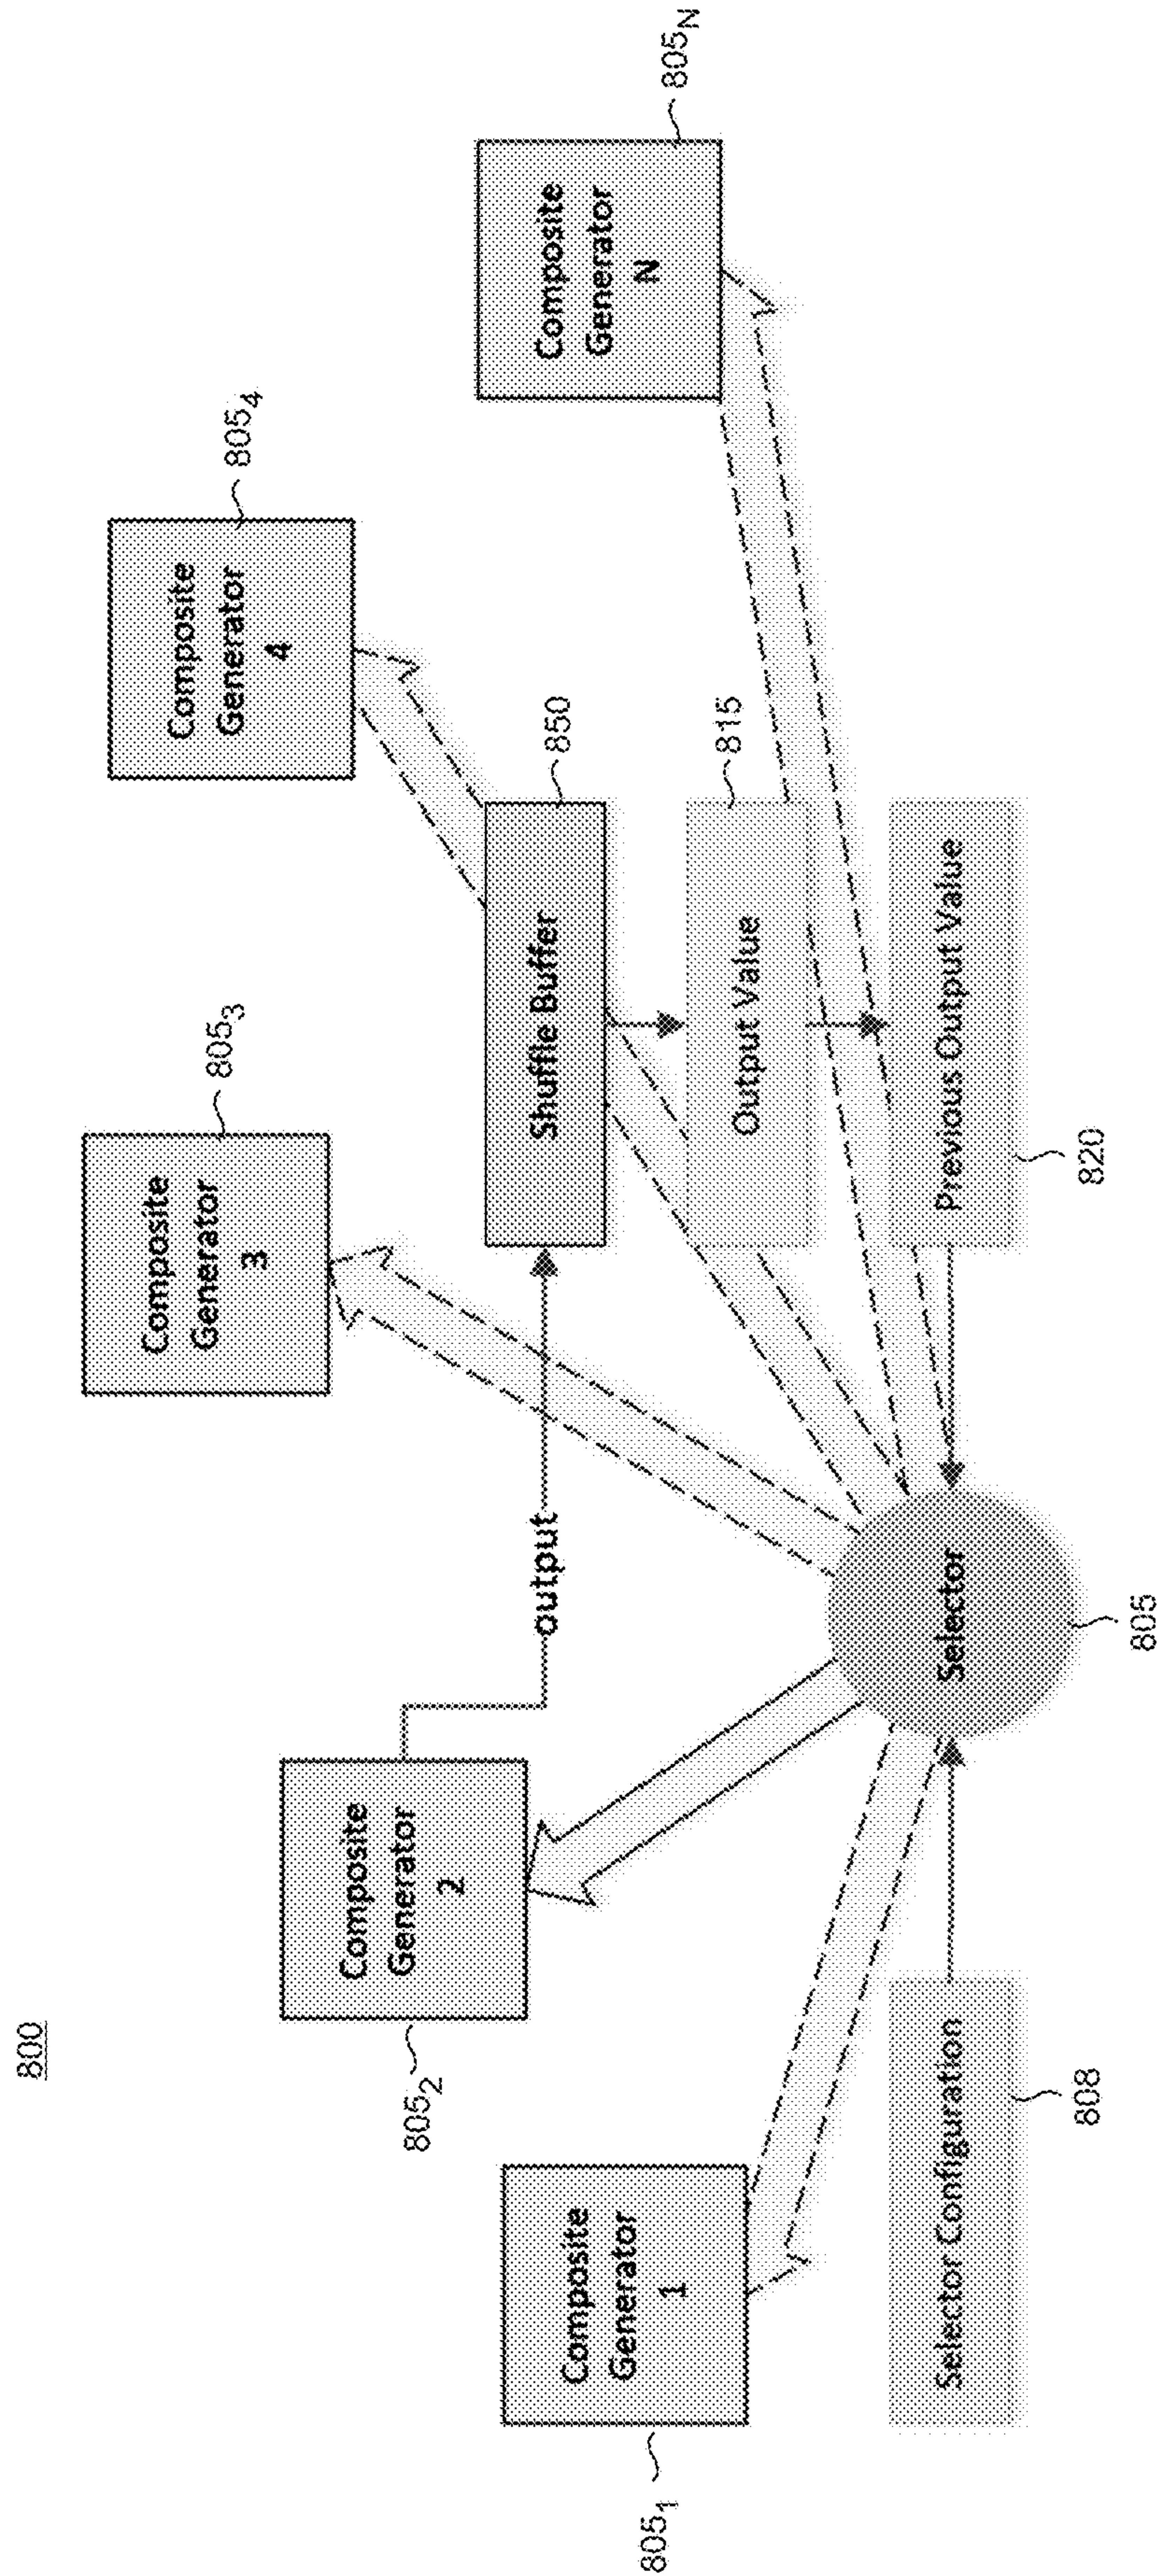 800
Composite
Generator
3
805₃
Composite
Generator
4
805₄
Composite
Generator
2
805₂
output
Composite
Generator
1
805₁
Shuffle Buffer
850
Composite
Generator
N
805N
Output Value
815
Selector Configuration
808
Selector
805
Previous Output Value
820